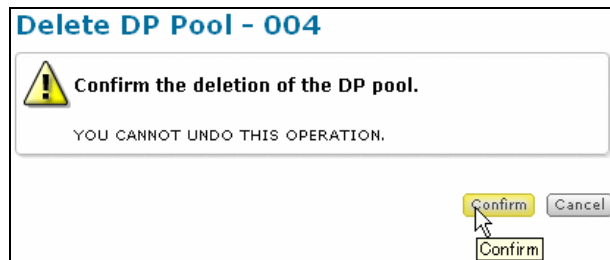 Delete DP Pool - 004
Confirm the deletion of the DP pool.
YOU CANNOT UNDO THIS OPERATION.
Confirm Cancel
Confirm